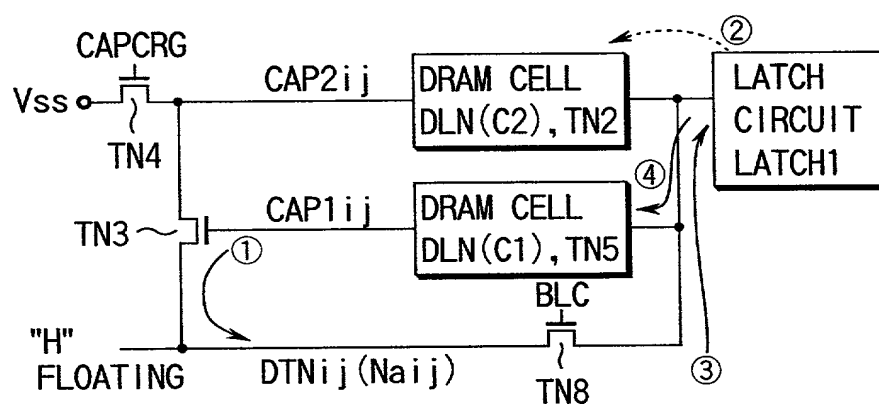 CAPCRG
Vss
TN4
CAP2ij
DRAM CELL
DLN(C2),TN2
②
LATCH
CIRCUIT
LATCH1
④
TN3
CAP1ij
①
DRAM CELL
DLN(C1),TN5
BLC
"H"
FLOATING
DTNij(Naij)
TN8
③